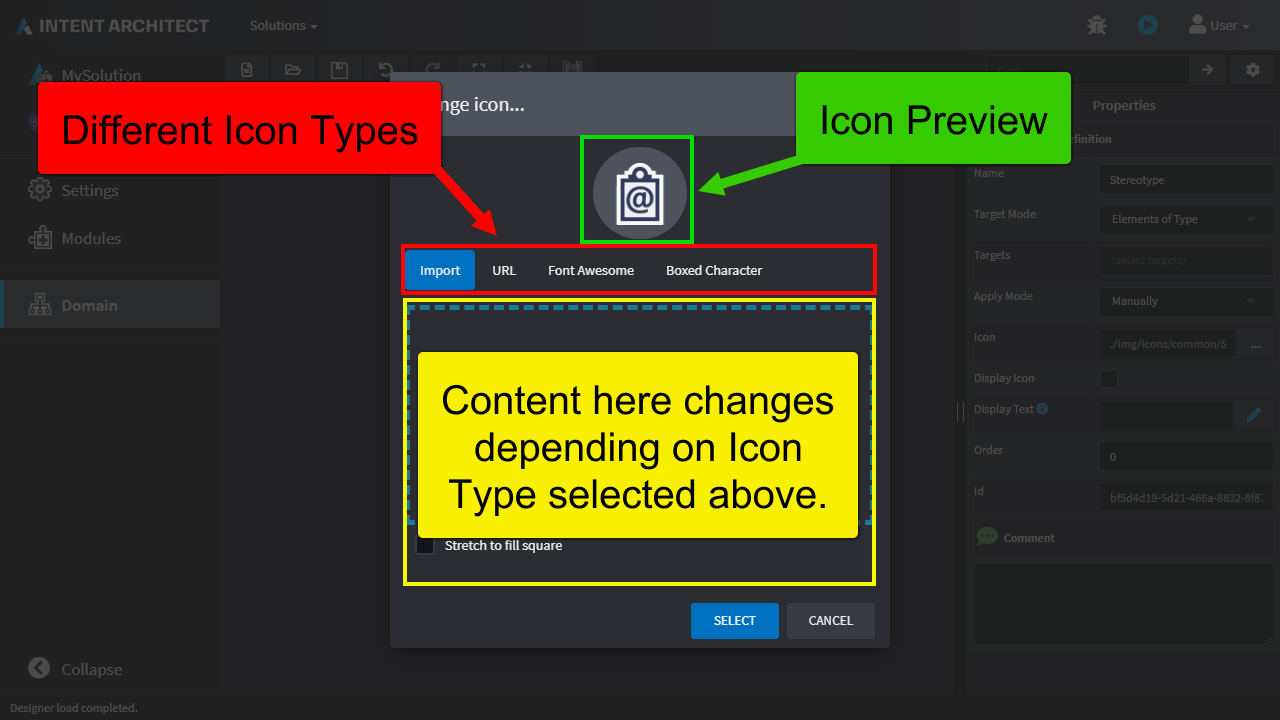 INTENT ARCHITECT
Solutions
User
MySolution
Settings
Modules
Domain
Collapse
Designer load completed.
Different Icon Types
nge icon...
Icon Preview
@
Import
URL
Font Awesome
Boxed Character
Content here changes
depending on Icon
Type selected above.
Stretch to fill square
SELECT
CANCEL
Properties
Name
Stereotype
Target Mode
Elements of Type
Targets
(select targets)
Apply Mode
Manually
Icon
./img/icons/common/S
...
Display Icon
Display Text
Order
0
Id
bf5d4d19-5d21-466a-8832-8f87
Comment